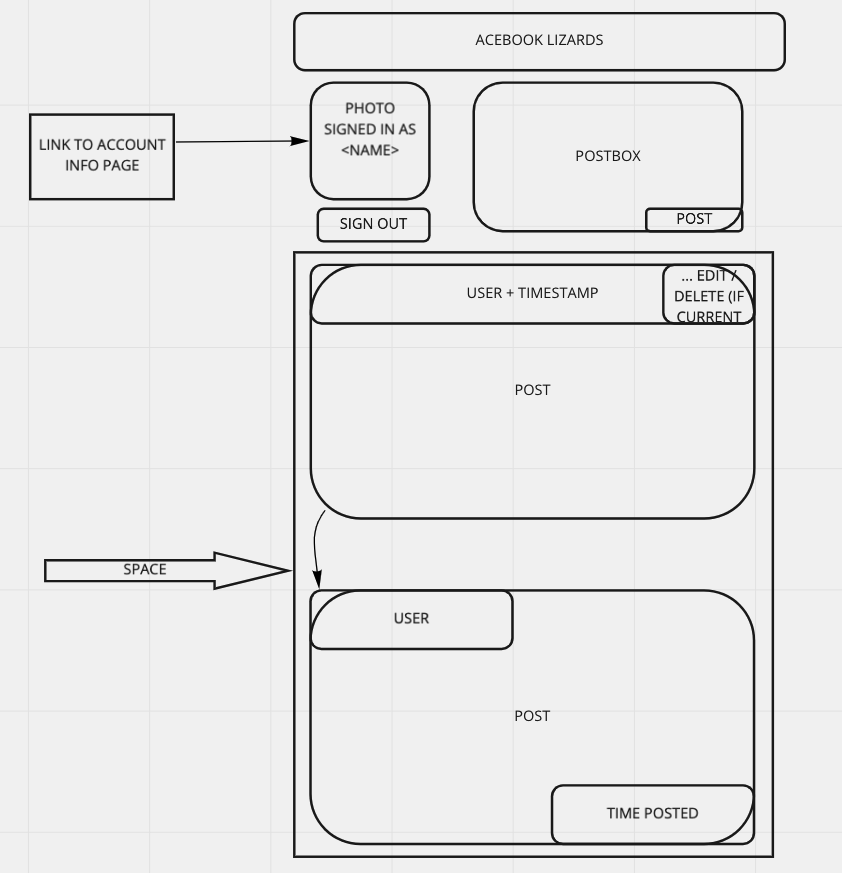 ACEBOOK LIZARDS
PHOTO
SIGNED IN AS
<NAME>
LINK TO ACCOUNT
INFO PAGE
POSTBOX
SIGN OUT
POST
USER + TIMESTAMP
... EDIT /
DELETE (IF
CURRENT
POST
SPACE
USER
POST
TIME POSTED